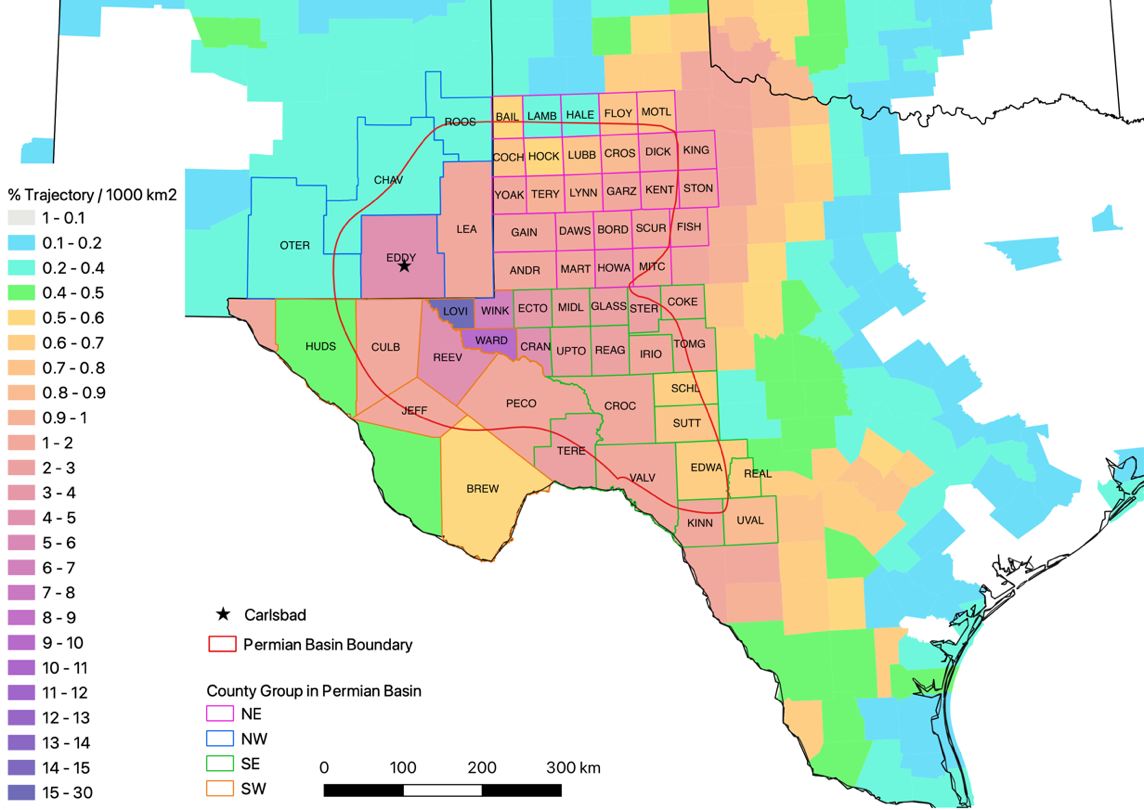 ROOS
BAIL LAMB HALE FLOY MOTL
COCH HOCK LUBB CROS DICK KING
CHAV
YOAK TERY LYNN GARZ KENT STON
LEA GAIN DAWS BORD SCUR FISH
OTER
EDDY
ANDR MART HOWA MITC
LOVI WINK ECTO MIDL GLASS STER COKE
HUDS CULB REEV WARD CRAN UPTO REAG IRIO TOMG
JEFF PECO CROC SCHL
SUTT
TERE
BREW VALV EDWA REAL
KINN UVAL
% Trajectory / 1000 km2
1 - 0.1
0.1 - 0.2
0.2 - 0.4
0.4 - 0.5
0.5 - 0.6
0.6 - 0.7
0.7 - 0.8
0.8 - 0.9
0.9 - 1
1 - 2
2 - 3
3 - 4
4 - 5
5 - 6
6 - 7
7 - 8
8 - 9
9 - 10
10 - 11
11 - 12
12 - 13
13 - 14
14 - 15
15 - 30
Carlsbad
Permian Basin Boundary
County Group in Permian Basin
NE
NW
SE
SW
0 100 200 300 km